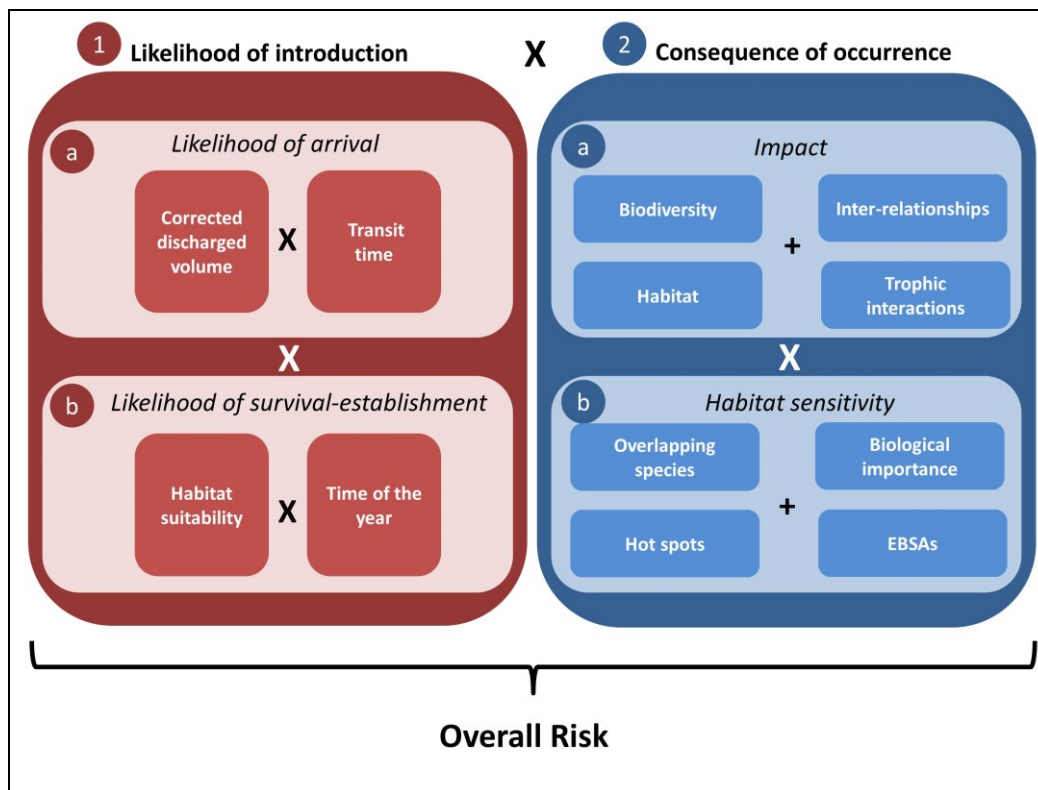 1 Likelihood of introduction X 2 Consequence of occurrence
a Likelihood of arrival
Corrected
discharged
volume
X
Transit
time
X
b Likelihood of survival-establishment
Habitat
suitability
X
Time of the
year
a Impact
Biodiversity
Inter-relationships
+
Habitat
Trophic
interactions
X
b Habitat sensitivity
Overlapping
species
Biological
importance
+
Hot spots
EBSAs
Overall Risk